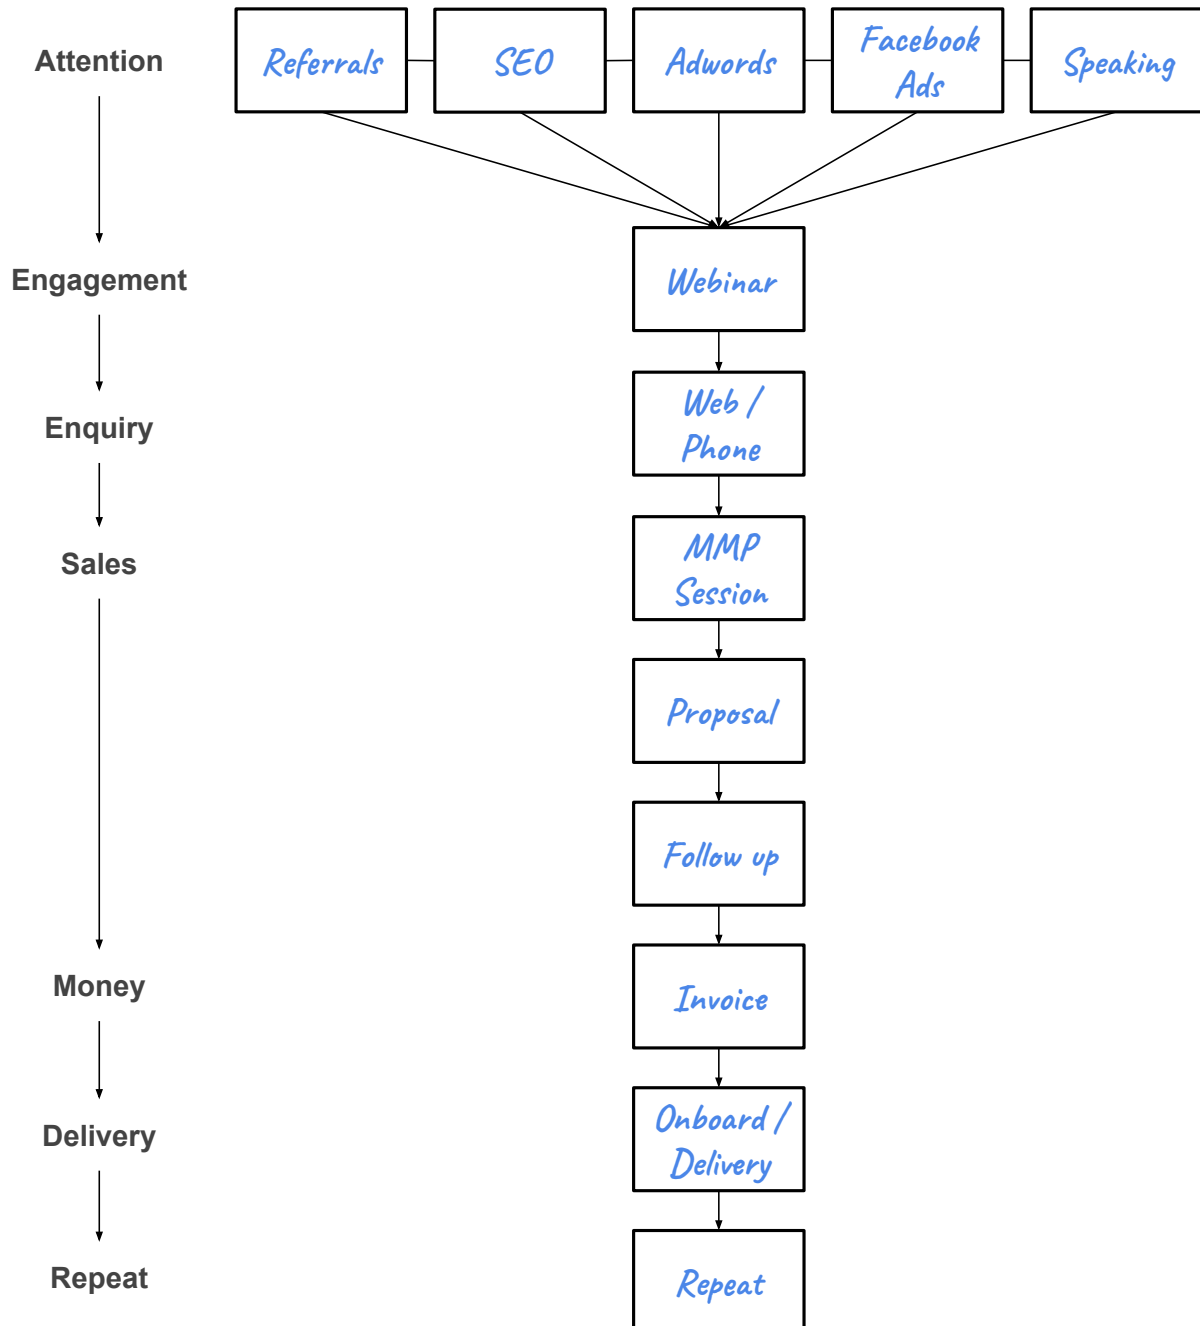 Attention
Referrals
SEO
Adwords
Facebook
Ads
Speaking
Engagement
Webinar
Enquiry
Web /
Phone
Sales
MMP
Session
Proposal
Follow up
Money
Invoice
Delivery
Onboard /
Delivery
Repeat
Repeat